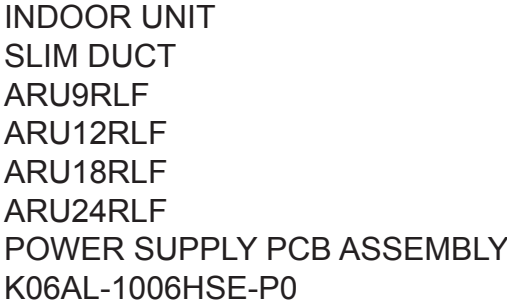 INDOOR UNIT
SLIM DUCT
ARU9RLF
ARU12RLF
ARU18RLF
ARU24RLF
POWER SUPPLY PCB ASSEMBLY
K06AL-1006HSE-P0